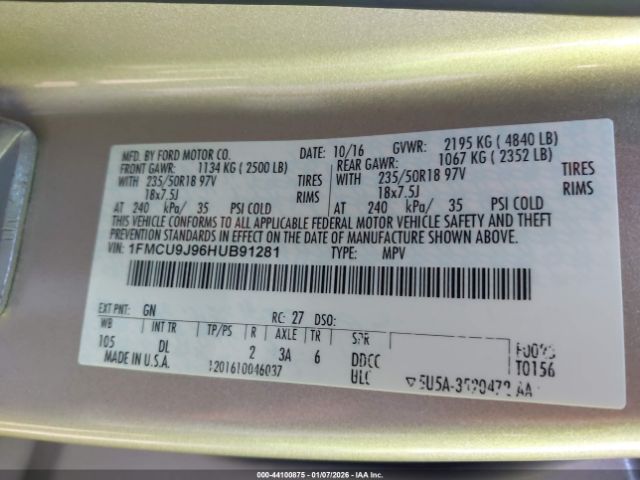 MFD. BY FORD MOTOR CO. DATE: 10/16 GVWR: 2195 KG ( 4840 LB)
FRONT GAWR: 1134 KG ( 2500 LB) REAR GAWR: 1067 KG ( 2352 LB)
WITH 235/50R18 97V TIRES WITH 235/50R18 97V TIRES
18x7.5J RIMS 18x7.5J RIMS
AT 240 kPa/ 35 PSI COLD AT 240 kPa/ 35 PSI COLD
THIS VEHICLE CONFORMS TO ALL APPLICABLE FEDERAL MOTOR VEHICLE SAFETY AND THEFT
PREVENTION STANDARDS IN EFFECT ON THE DATE OF MANUFACTURE SHOWN ABOVE.
VIN: 1FMCU9J96HUB91281 TYPE: MPV
EXT PNT: GN RC: 27 DSO:
WB INT TR TP/PS R AXLE TR SPR
105 DL 2 3A 6 DDCC T0156
MADE IN U.S.A. 1201610046037
000-44100875 - 01/07/2026 - IAA Inc.